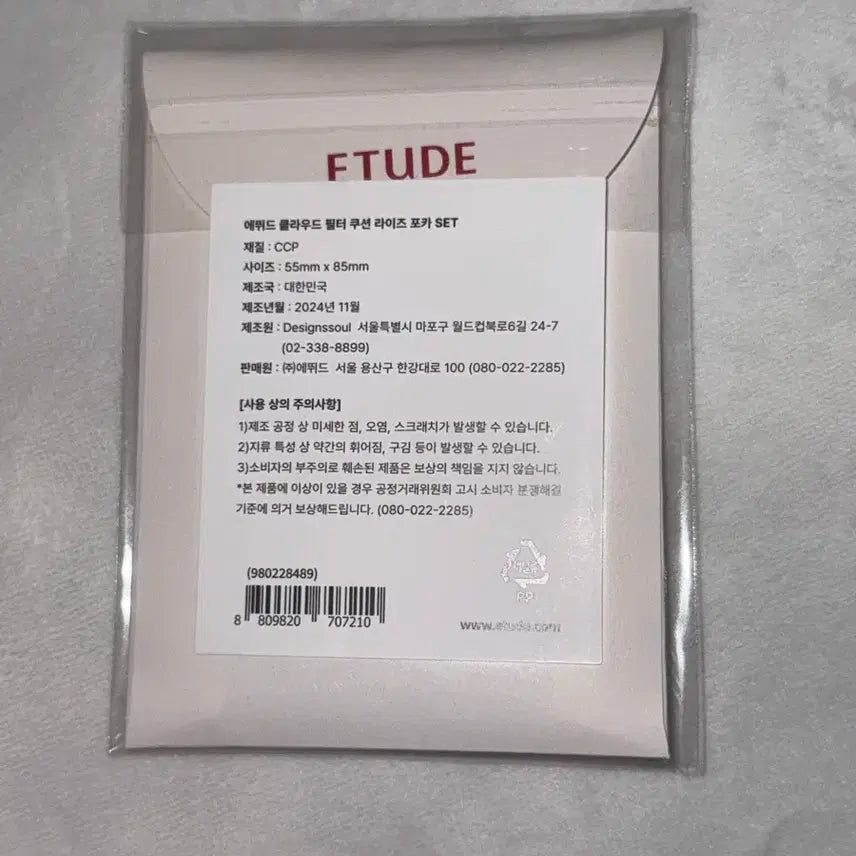 ETUDE
에뛰드 클라우드 필터 쿠션 라이즈 포카 SET
재질 : CCP
사이즈 : 55mm x 85mm
제조국 : 대한민국
제조년월 : 2024년 11월
제조원 : Designssoul 서울특별시 마포구 월드컵북로6길 24-7
(02-338-8899)
판매원 : ㈜에뛰드 서울 용산구 한강대로 100 (080-022-2285)
[사용 상의 주의사항]
1)제조 공정 상 미세한 점, 오염, 스크래치가 발생할 수 있습니다.
2)지류 특성 상 약간의 휘어짐, 구김 등이 발생할 수 있습니다.
3)소비자의 부주의로 훼손된 제품은 보상의 책임을 지지 않습니다.
*본 제품에 이상이 있을 경우 공정거래위원회 고시 소비자 분쟁해결
기준에 의거 보상해드립니다. (080-022-2285)
(980228489)
8 809820 707210
PP
www.etude.com